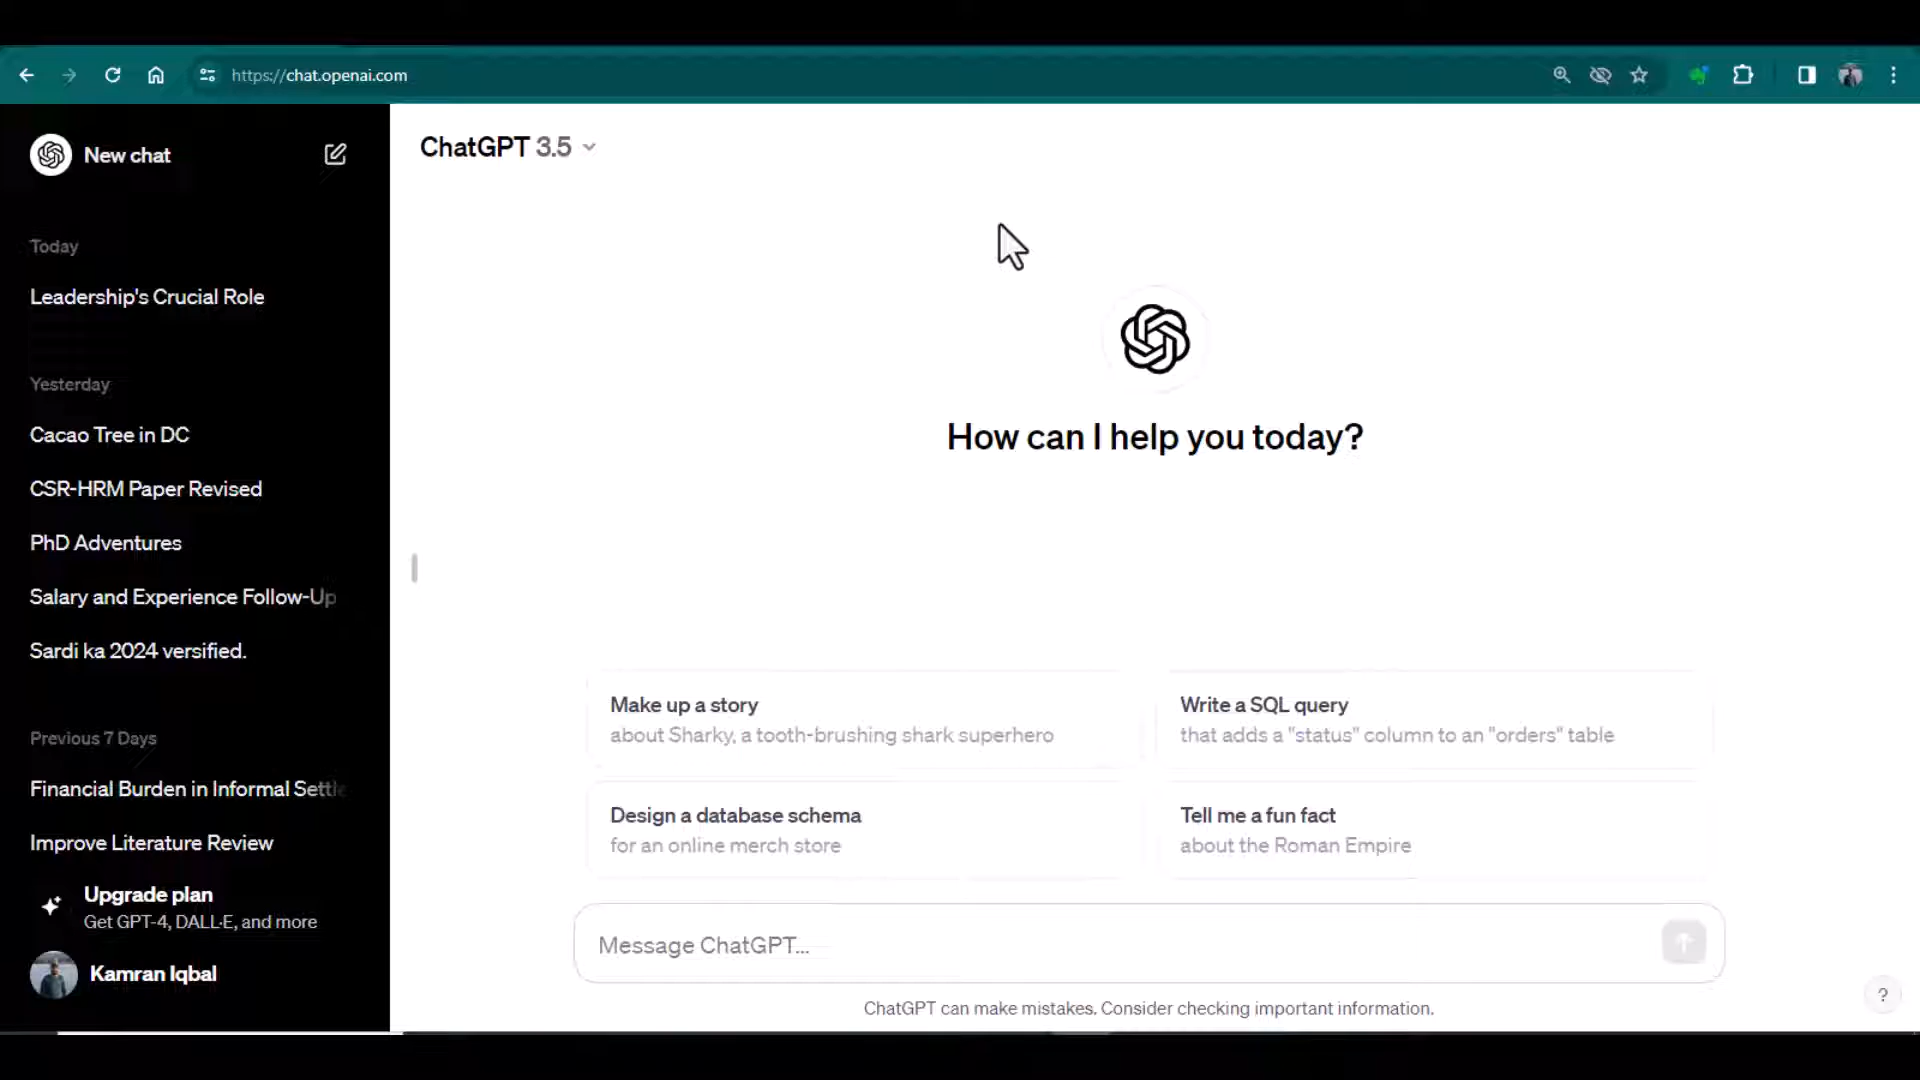 https://chat.openai.com
New chat
ChatGPT 3.5
Today
Leadership's Crucial Role
Yesterday
Cacao Tree in DC
CSR-HRM Paper Revised
PhD Adventures
Salary and Experience Follow-Up
Sardi ka 2024 versified.
Previous 7 Days
Financial Burden in Informal Settle
Improve Literature Review
Upgrade plan
Get GPT-4, DALL·E, and more
Kamran Iqbal
How can I help you today?
Make up a story
about Sharky, a tooth-brushing shark superhero
Write a SQL query
that adds a "status" column to an "orders" table
Design a database schema
for an online merch store
Tell me a fun fact
about the Roman Empire
Message ChatGPT...
ChatGPT can make mistakes. Consider checking important information.
?